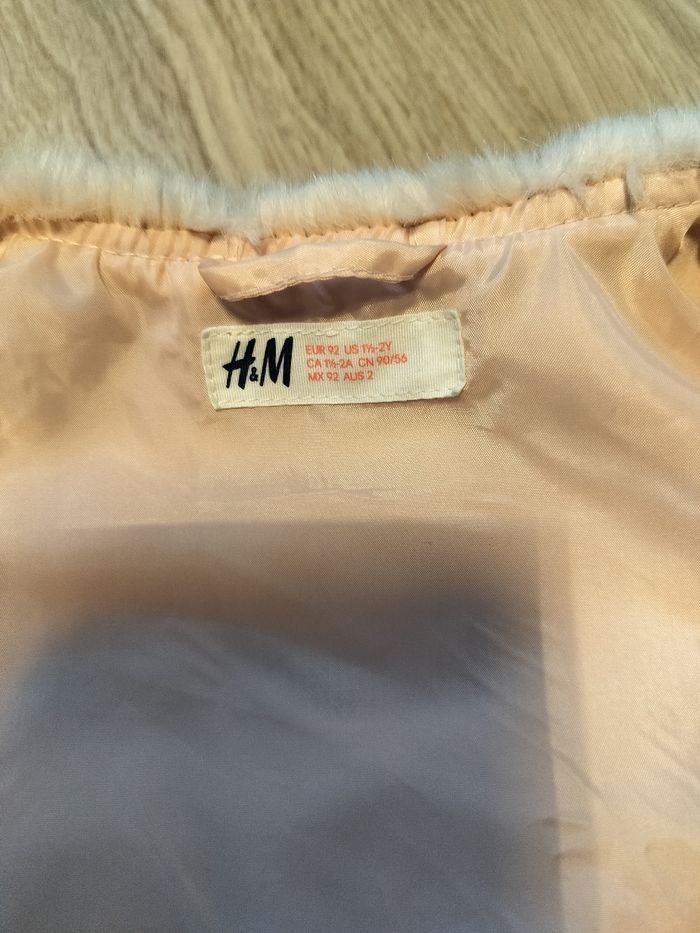 H&M
EUR 92 US 1½-2Y
CA 1½-2A CN 90/56
MX 92 AUS 2